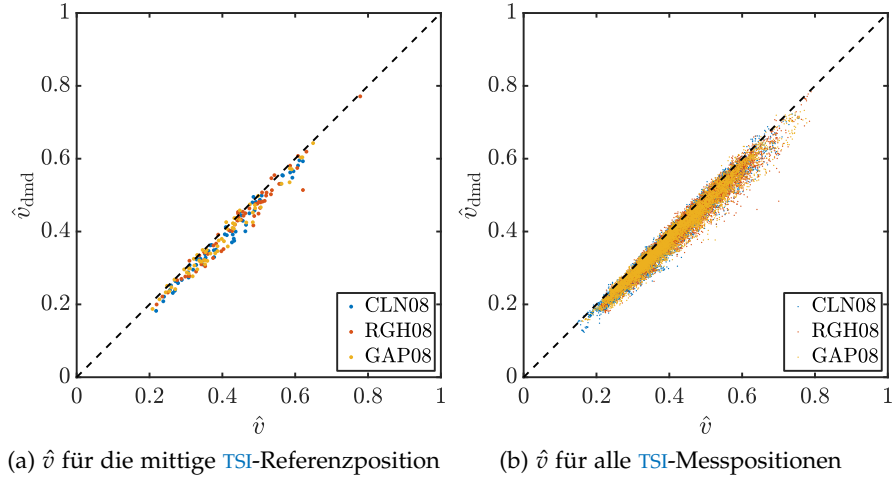 1
0.8
0.6
0.4
0.2
0
0 0.2 0.4 0.6 0.8 1
v̂_dmd
v̂
CLN08
RGH08
GAP08
(a) v̂ für die mittige TSI-Referenzposition
1
0.8
0.6
0.4
0.2
0
0 0.2 0.4 0.6 0.8 1
v̂_dmd
v̂
CLN08
RGH08
GAP08
(b) v̂ für alle TSI-Messpositionen